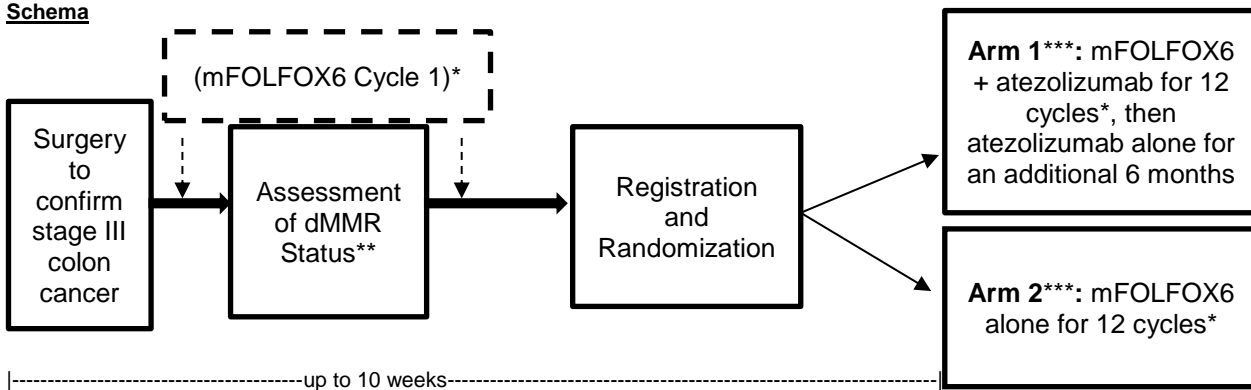 Schema
(mFOLFOX6 Cycle 1)*
Surgery
to
confirm
stage III
colon
cancer
Assessment
of dMMR
Status**
Registration
and
Randomization
Arm 1***: mFOLFOX6
+ atezolizumab for 12
cycles*, then
atezolizumab alone for
an additional 6 months
Arm 2***: mFOLFOX6
alone for 12 cycles*
|------------------------------------------up to 10 weeks----------------------------------------------------------------------|